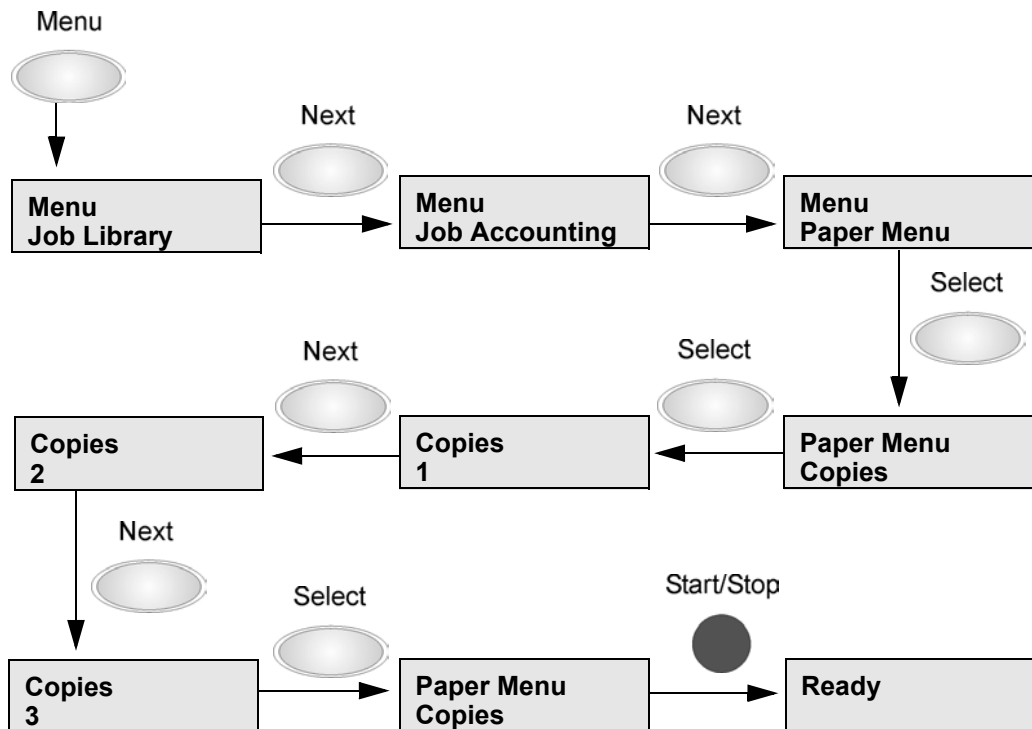 Menu
Next
Next
Menu
Job Library
Menu
Job Accounting
Menu
Paper Menu
Select
Next
Select
Copies
2
Copies
1
Paper Menu
Copies
Next
Select
Start/Stop
Copies
3
Paper Menu
Copies
Ready